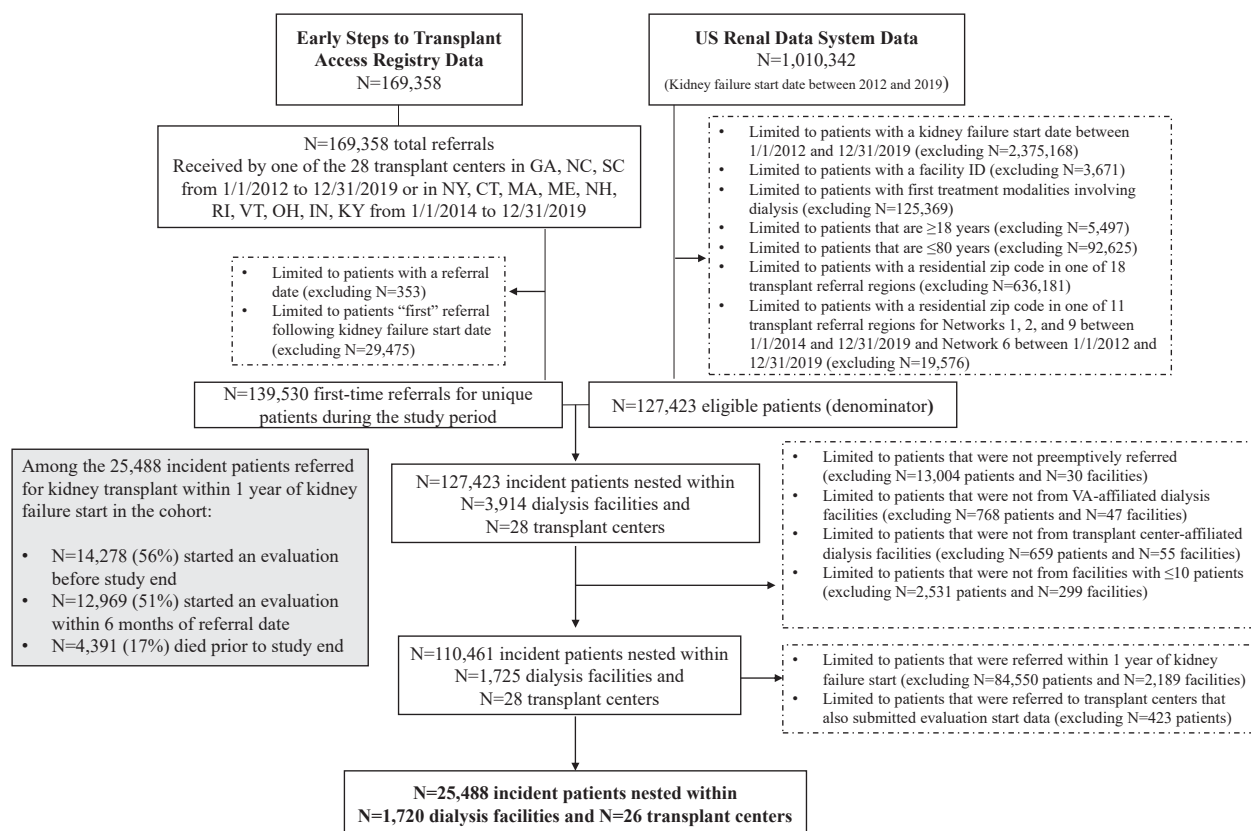 Early Steps to Transplant
Access Registry Data
N=169,358
US Renal Data System Data
N=1,010,342
(Kidney failure start date between 2012 and 2019)
N=169,358 total referrals
Received by one of the 28 transplant centers in GA, NC, SC
from 1/1/2012 to 12/31/2019 or in NY, CT, MA, ME, NH,
RI, VT, OH, IN, KY from 1/1/2014 to 12/31/2019
• Limited to patients with a kidney failure start date between
1/1/2012 and 12/31/2019 (excluding N=2,375,168)
• Limited to patients with a facility ID (excluding N=3,671)
• Limited to patients with first treatment modalities involving
dialysis (excluding N=125,369)
• Limited to patients that are ≥18 years (excluding N=5,497)
• Limited to patients that are ≤80 years (excluding N=92,625)
• Limited to patients with a residential zip code in one of 18
transplant referral regions (excluding N=636,181)
• Limited to patients with a residential zip code in one of 11
transplant referral regions for Networks 1, 2, and 9 between
1/1/2014 and 12/31/2019 and Network 6 between 1/1/2012 and
12/31/2019 (excluding N=19,576)
• Limited to patients with a referral
date (excluding N=353)
• Limited to patients “first” referral
following kidney failure start date
(excluding N=29,475)
N=139,530 first-time referrals for unique
patients during the study period
N=127,423 eligible patients (denominator)
Among the 25,488 incident patients referred
for kidney transplant within 1 year of kidney
failure start in the cohort:
• N=14,278 (56%) started an evaluation
before study end
• N=12,969 (51%) started an evaluation
within 6 months of referral date
• N=4,391 (17%) died prior to study end
N=127,423 incident patients nested within
N=3,914 dialysis facilities and
N=28 transplant centers
• Limited to patients that were not preemptively referred
(excluding N=13,004 patients and N=30 facilities)
• Limited to patients that were not from VA-affiliated dialysis
facilities (excluding N=768 patients and N=47 facilities)
• Limited to patients that were not from transplant center-affiliated
dialysis facilities (excluding N=659 patients and N=55 facilities)
• Limited to patients that were not from facilities with ≤10 patients
(excluding N=2,531 patients and N=299 facilities)
N=110,461 incident patients nested within
N=1,725 dialysis facilities and
N=28 transplant centers
• Limited to patients that were referred within 1 year of kidney
failure start (excluding N=84,550 patients and N=2,189 facilities)
• Limited to patients that were referred to transplant centers that
also submitted evaluation start data (excluding N=423 patients)
N=25,488 incident patients nested within
N=1,720 dialysis facilities and N=26 transplant centers